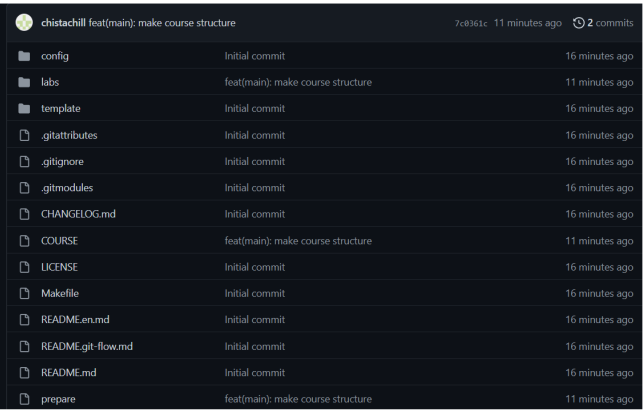 chistachill feat(main): make course structure 7c0361c 11 minutes ago 2 commits
config Initial commit 16 minutes ago
labs feat(main): make course structure 11 minutes ago
template Initial commit 16 minutes ago
.gitattributes Initial commit 16 minutes ago
.gitignore Initial commit 16 minutes ago
.gitmodules Initial commit 16 minutes ago
CHANGELOG.md Initial commit 16 minutes ago
COURSE feat(main): make course structure 11 minutes ago
LICENSE Initial commit 16 minutes ago
Makefile Initial commit 16 minutes ago
README.en.md Initial commit 16 minutes ago
README.git-flow.md Initial commit 16 minutes ago
README.md Initial commit 16 minutes ago
prepare feat(main): make course structure 11 minutes ago